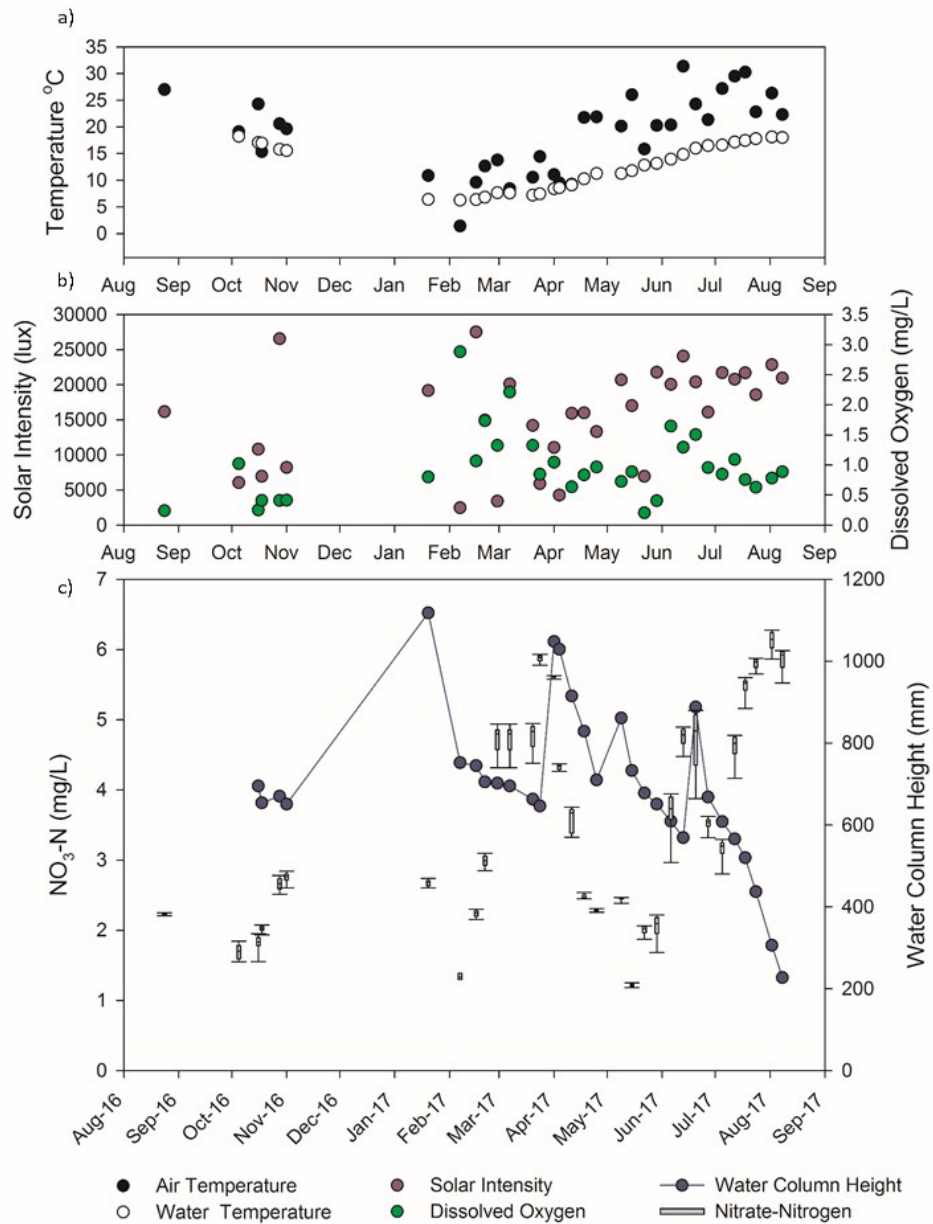 a)
35
30
25
20
15
10
5
0
Temperature °C
Aug Sep Oct Nov Dec Jan Feb Mar Apr May Jun Jul Aug Sep
b)
30000 3.5
25000 3.0
20000 2.5
15000 2.0
10000 1.5
5000 1.0
0 0.5
0.0
Solar Intensity (lux)
Dissolved Oxygen (mg/L)
Aug Sep Oct Nov Dec Jan Feb Mar Apr May Jun Jul Aug Sep
c)
7 1200
6 1000
5 800
4 600
3 400
2 200
1 0
0
NO3-N (mg/L)
Water Column Height (mm)
Aug-16 Sep-16 Oct-16 Nov-16 Dec-16 Jan-17 Feb-17 Mar-17 Apr-17 May-17 Jun-17 Jul-17 Aug-17 Sep-17
Air Temperature Solar Intensity Water Column Height
Water Temperature Dissolved Oxygen Nitrate-Nitrogen